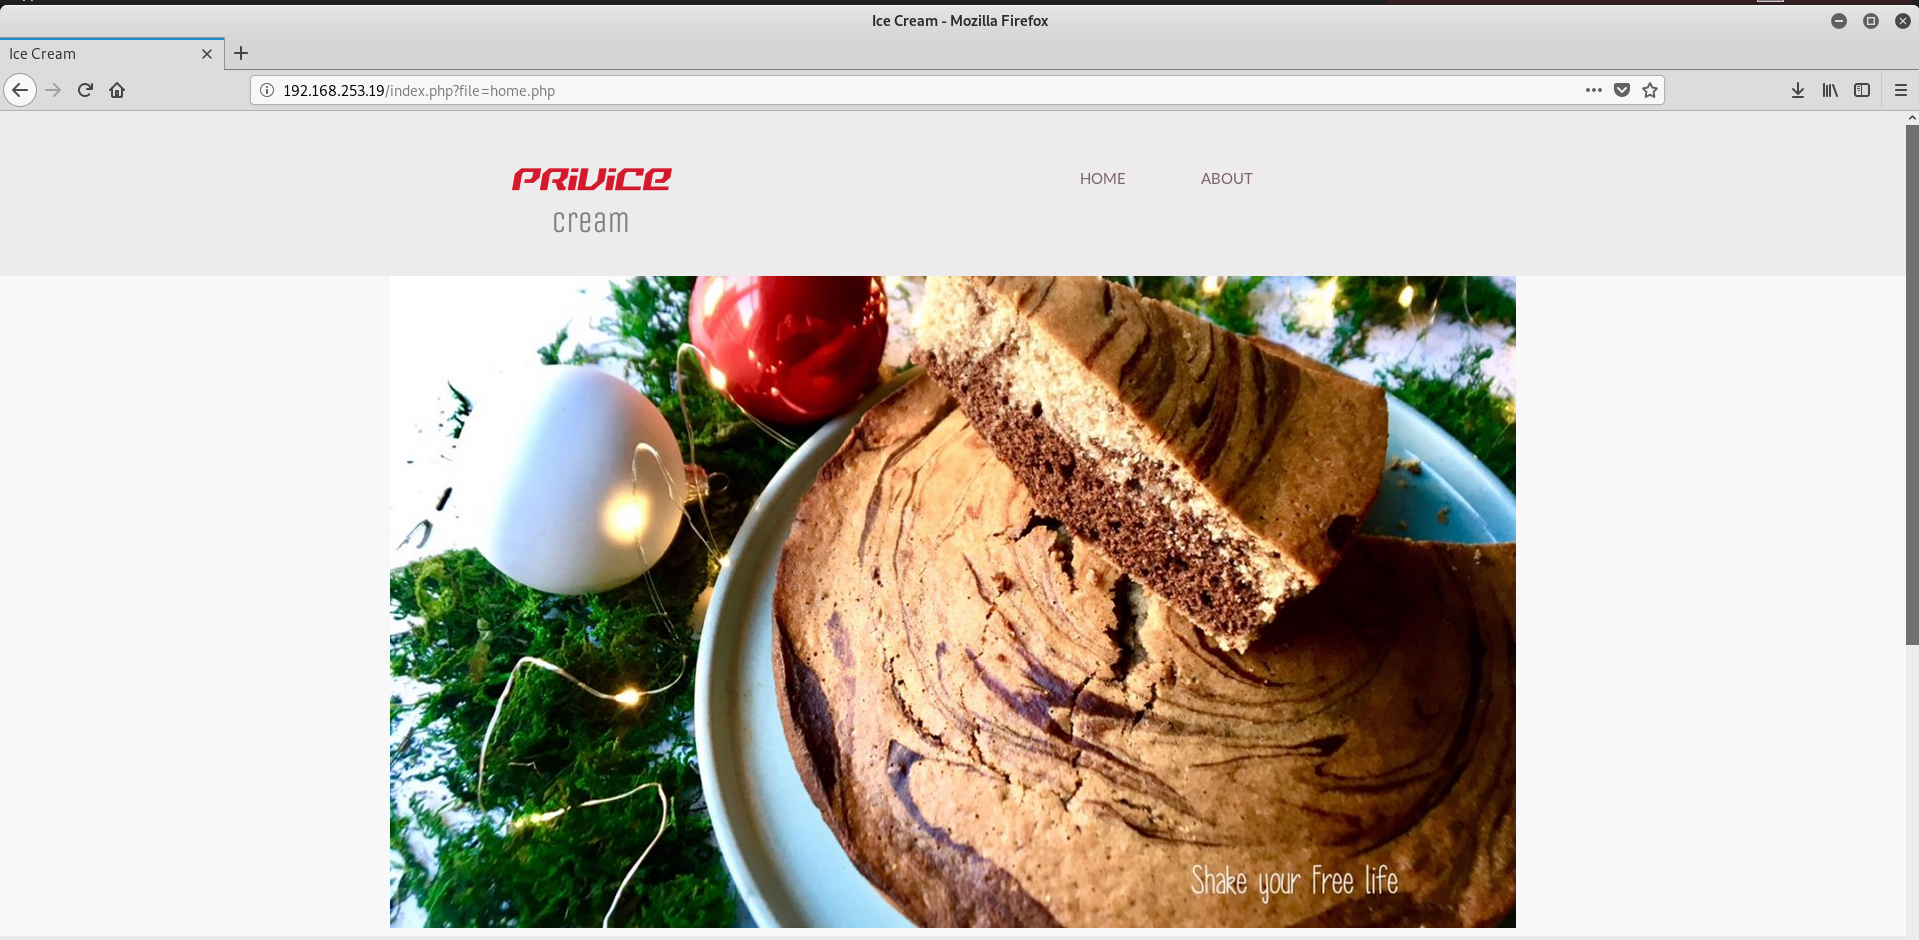 Ice Cream - Mozilla Firefox
Ice Cream
192.168.253.19/index.php?file=home.php
PRIVICE
cream
HOME ABOUT
Shake your Free life